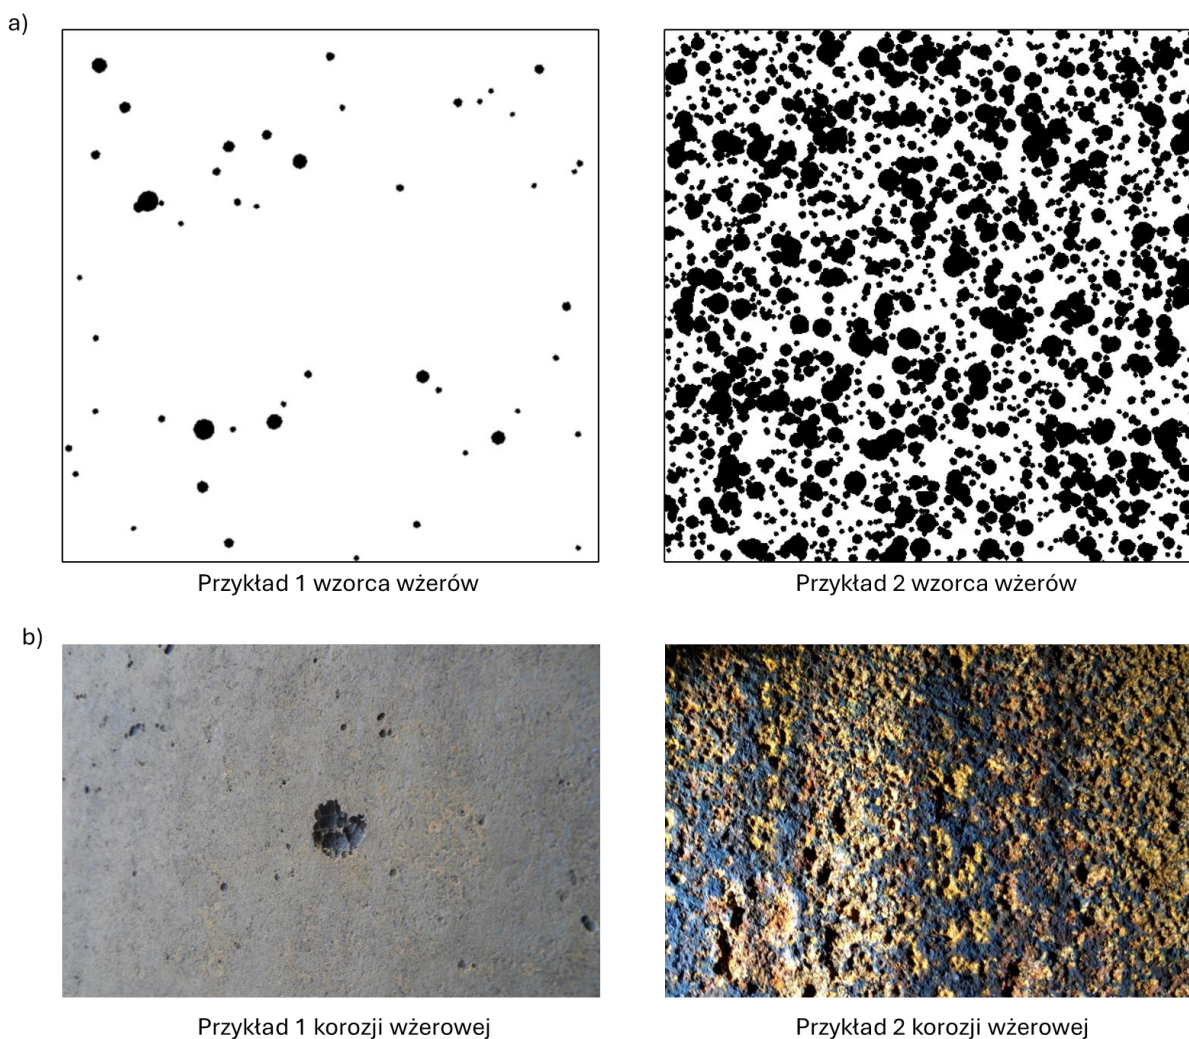 a)
Przykład 1 wzorca wżerów
Przykład 2 wzorca wżerów
b)
Przykład 1 korozji wżerowej
Przykład 2 korozji wżerowej